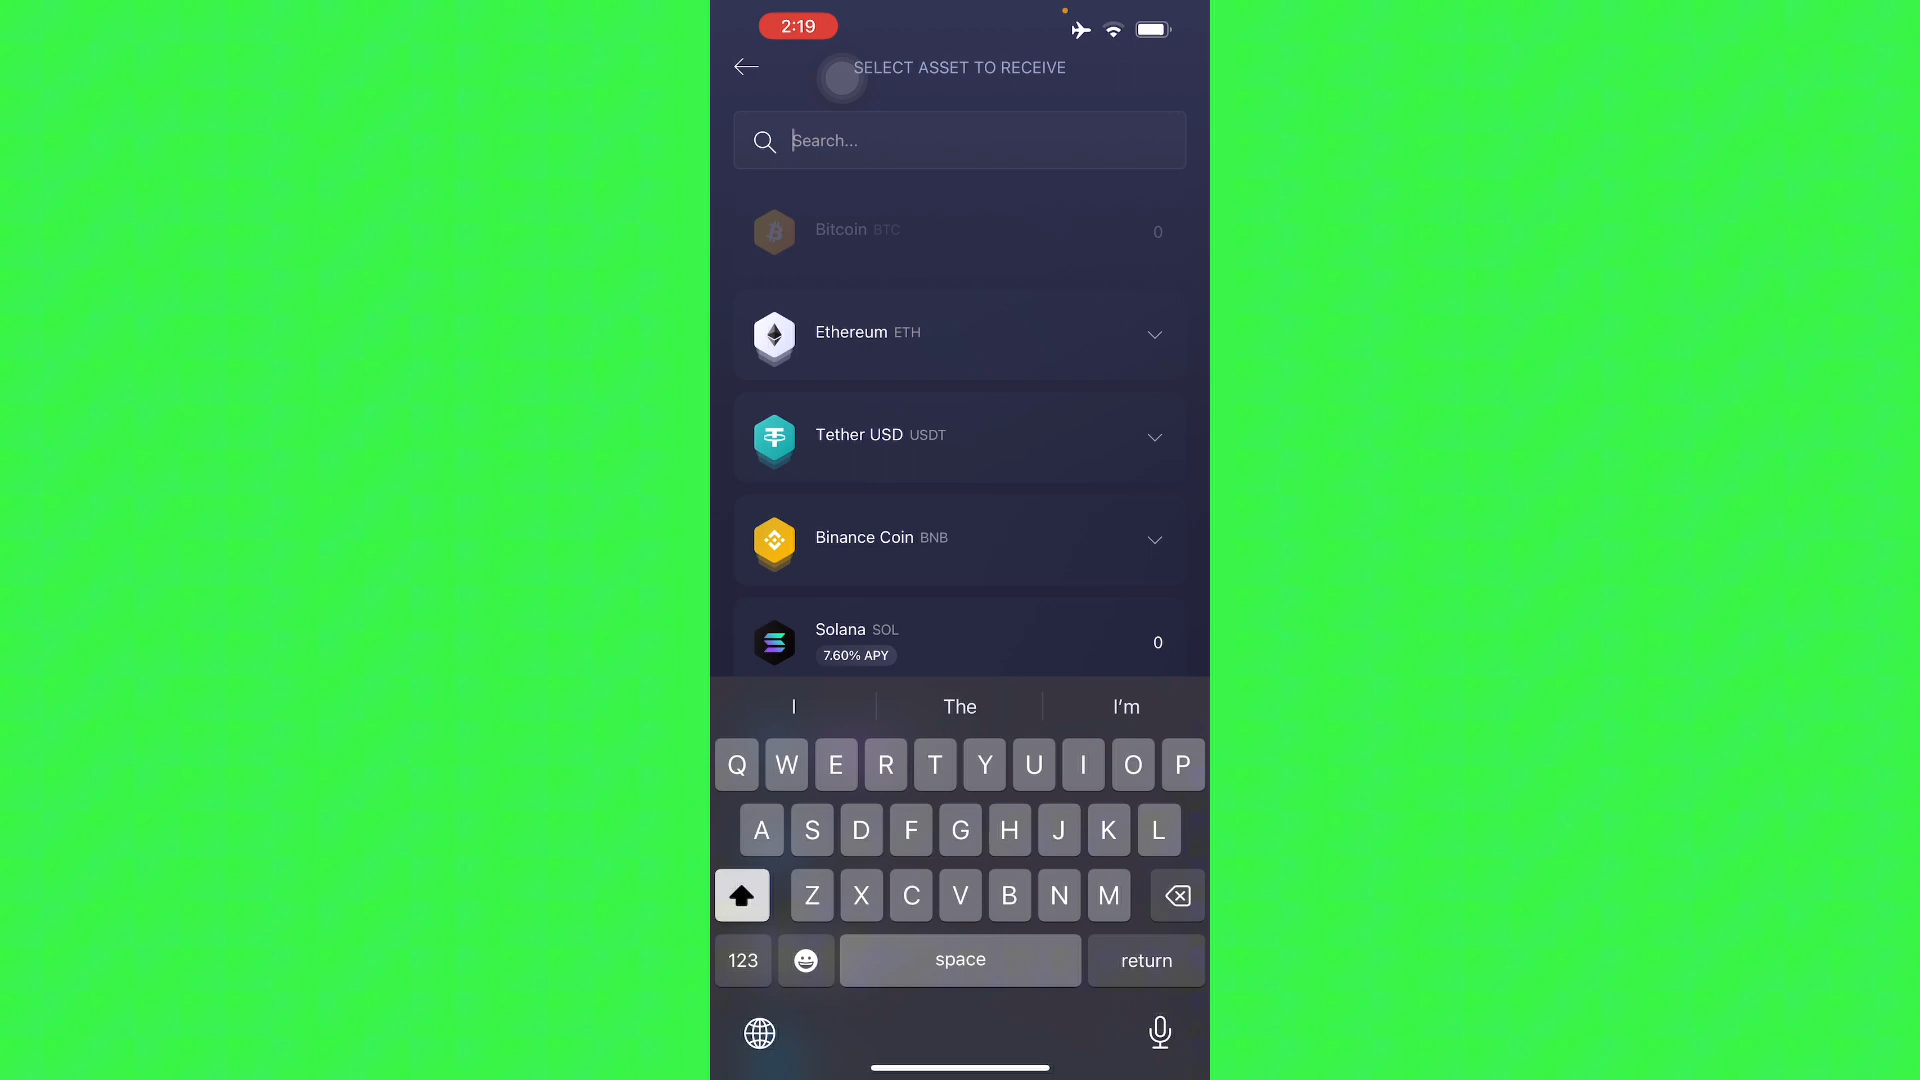 2:19
SELECT ASSET TO RECEIVE
Search...
Bitcoin BTC 0
Ethereum ETH
Tether USD USDT
Binance Coin BNB
Solana SOL 0
7.60% APY
I The I'm
Q W E R T Y U I O P
A S D F G H J K L
Z X C V B N M
123 space return